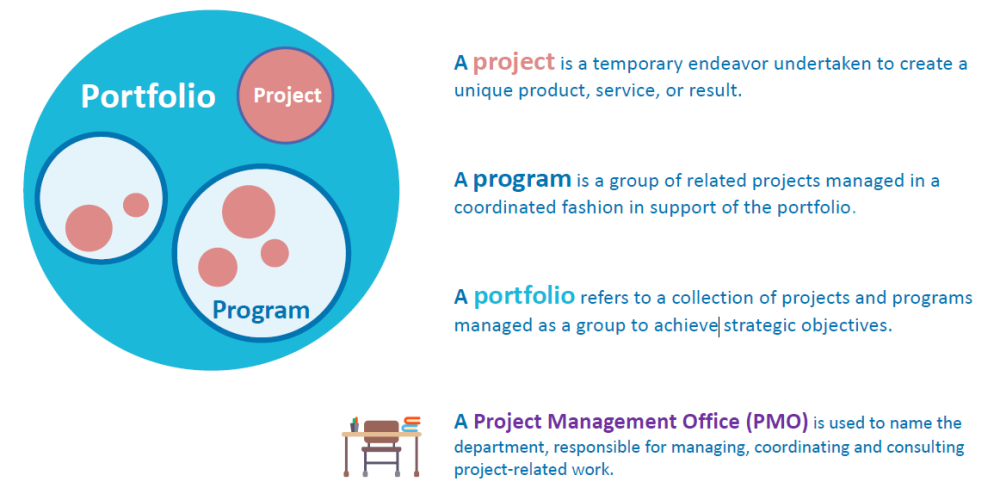 Portfolio
Project
Program
A project is a temporary endeavor undertaken to create a
unique product, service, or result.
A program is a group of related projects managed in a
coordinated fashion in support of the portfolio.
A portfolio refers to a collection of projects and programs
managed as a group to achieve strategic objectives.
A Project Management Office (PMO) is used to name the
department, responsible for managing, coordinating and consulting
project-related work.